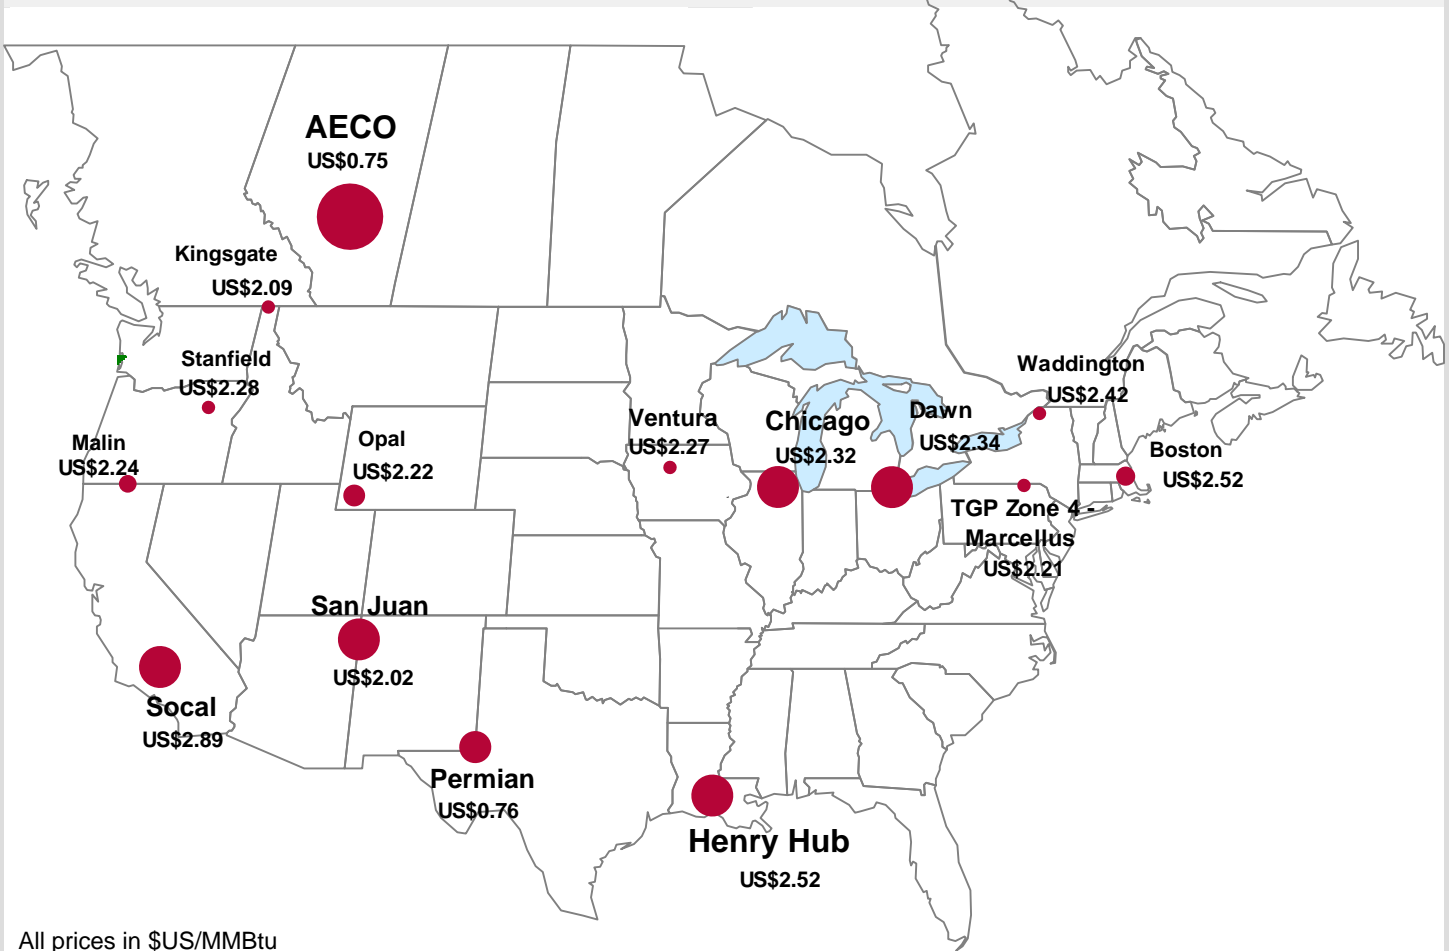 AECO
US$0.75
Kingsgate
US$2.09
Stanfield
US$2.28
Malin
US$2.24
Opal
US$2.22
Ventura
US$2.27
Chicago
US$2.32
Dawn
US$2.34
Waddington
US$2.42
Boston
US$2.52
TGP Zone 4 -
Marcellus
US$2.21
San Juan
US$2.02
Socal
US$2.89
Permian
US$0.76
Henry Hub
US$2.52
All prices in $US/MMBtu